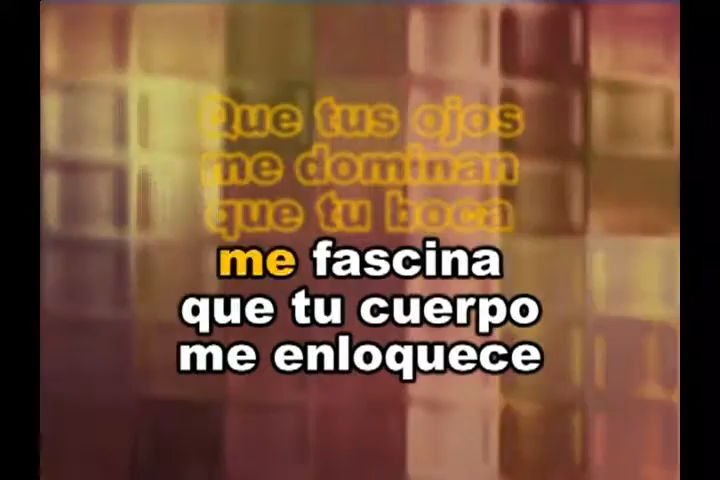 Que tus ojos
me dominan
que tu boca
me fascina
que tu cuerpo
me enloquece